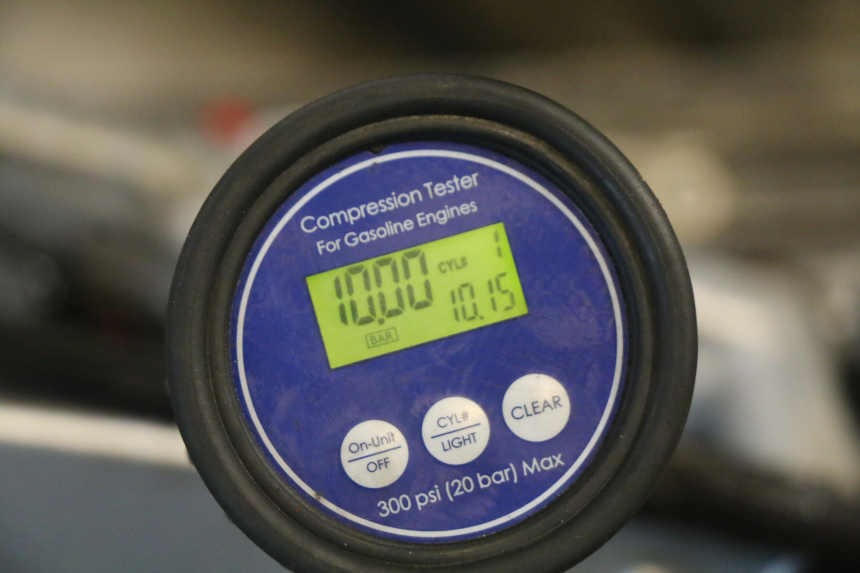 Compression Tester
For Gasoline Engines
1
10.00 CYL#
10.15
BAR
On-Unit
OFF
CYL#
LIGHT
CLEAR
300 psi (20 bar) Max